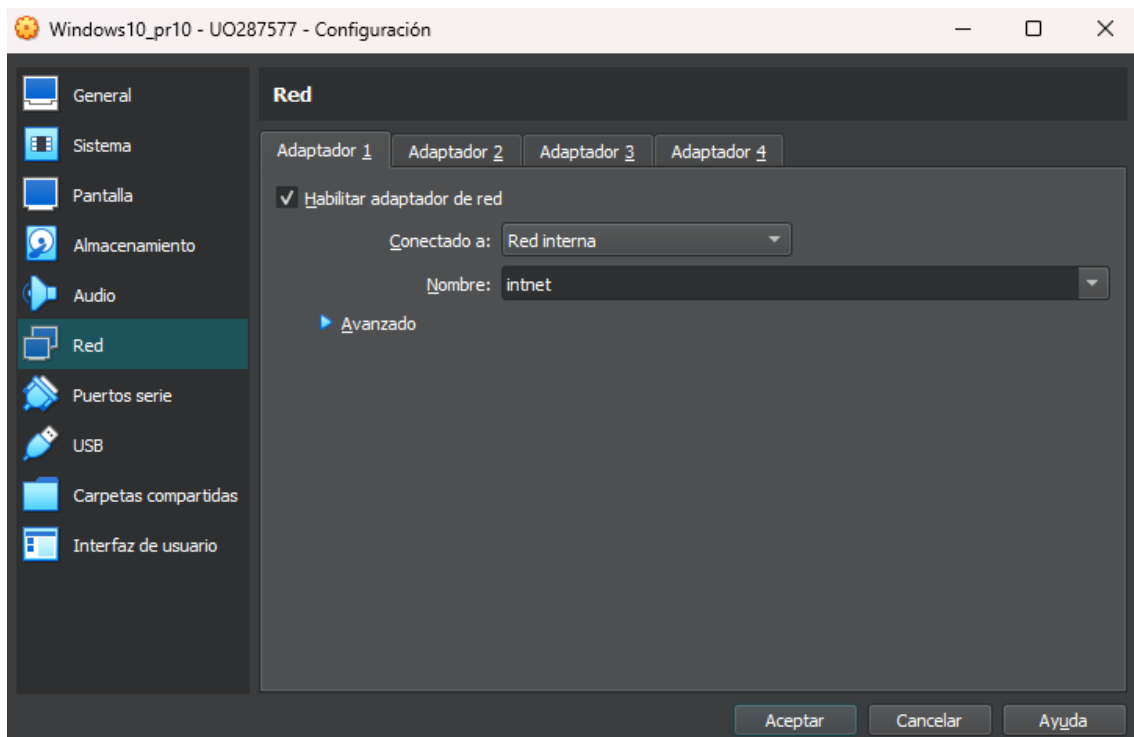 Windows10_pr10 - UO287577 - Configuración
General
Sistema
Pantalla
Almacenamiento
Audio
Red
Puertos serie
USB
Carpetas compartidas
Interfaz de usuario
Red
Adaptador 1 Adaptador 2 Adaptador 3 Adaptador 4
Habilitar adaptador de red
Conectado a: Red interna
Nombre: intnet
Avanzado
Aceptar Cancelar Ayuda